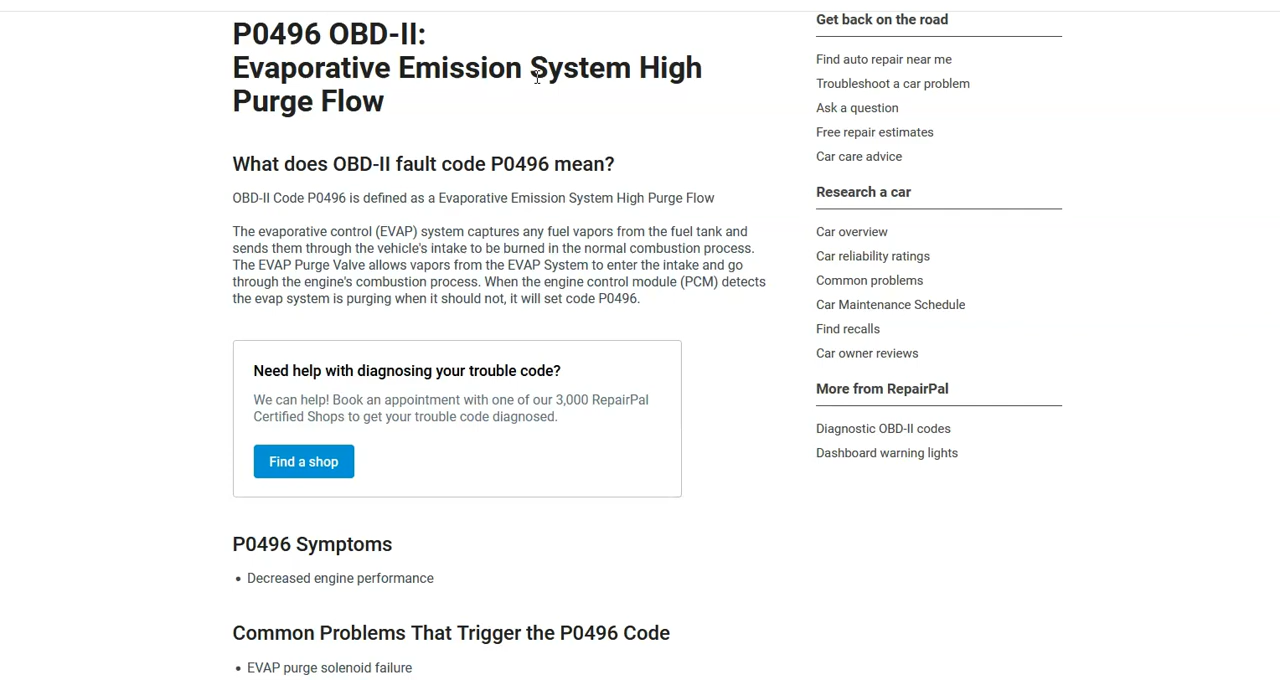 P0496 OBD-II:
Evaporative Emission System High
Purge Flow
What does OBD-II fault code P0496 mean?
OBD-II Code P0496 is defined as a Evaporative Emission System High Purge Flow
The evaporative control (EVAP) system captures any fuel vapors from the fuel tank and
sends them through the vehicle's intake to be burned in the normal combustion process.
The EVAP Purge Valve allows vapors from the EVAP System to enter the intake and go
through the engine's combustion process. When the engine control module (PCM) detects
the evap system is purging when it should not, it will set code P0496.
Need help with diagnosing your trouble code?
We can help! Book an appointment with one of our 3,000 RepairPal
Certified Shops to get your trouble code diagnosed.
Find a shop
P0496 Symptoms
• Decreased engine performance
Common Problems That Trigger the P0496 Code
• EVAP purge solenoid failure
Get back on the road
Find auto repair near me
Troubleshoot a car problem
Ask a question
Free repair estimates
Car care advice
Research a car
Car overview
Car reliability ratings
Common problems
Car Maintenance Schedule
Find recalls
Car owner reviews
More from RepairPal
Diagnostic OBD-II codes
Dashboard warning lights